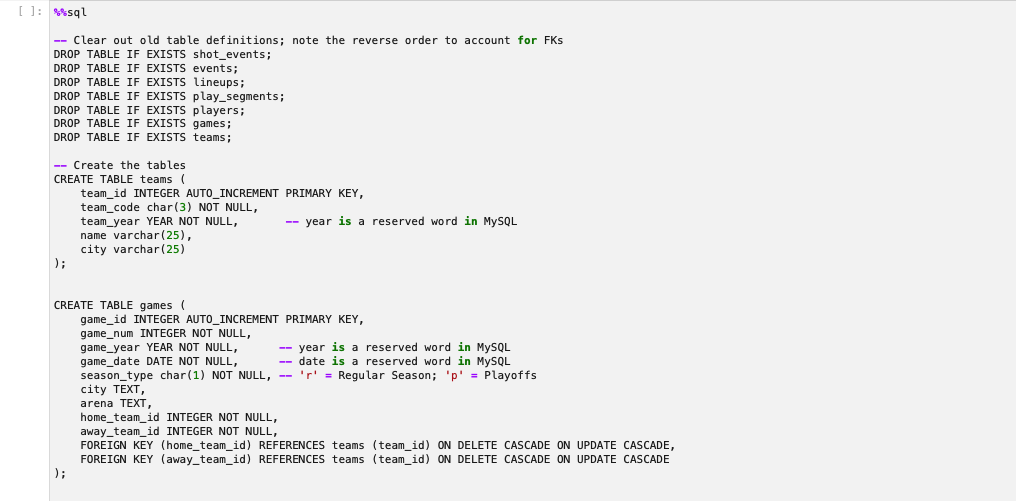 [ ]: %%sql
-- Clear out old table definitions; note the reverse order to account for FKs
DROP TABLE IF EXISTS shot_events;
DROP TABLE IF EXISTS events;
DROP TABLE IF EXISTS lineups;
DROP TABLE IF EXISTS play_segments;
DROP TABLE IF EXISTS players;
DROP TABLE IF EXISTS games;
DROP TABLE IF EXISTS teams;
-- Create the tables
CREATE TABLE teams (
    team_id INTEGER AUTO_INCREMENT PRIMARY KEY,
    team_code char(3) NOT NULL,
    team_year YEAR NOT NULL,       -- year is a reserved word in MySQL
    name varchar(25),
    city varchar(25)
);
CREATE TABLE games (
    game_id INTEGER AUTO_INCREMENT PRIMARY KEY,
    game_num INTEGER NOT NULL,
    game_year YEAR NOT NULL,      -- year is a reserved word in MySQL
    game_date DATE NOT NULL,      -- date is a reserved word in MySQL
    season_type char(1) NOT NULL, -- 'r' = Regular Season; 'p' = Playoffs
    city TEXT,
    arena TEXT,
    home_team_id INTEGER NOT NULL,
    away_team_id INTEGER NOT NULL,
    FOREIGN KEY (home_team_id) REFERENCES teams (team_id) ON DELETE CASCADE ON UPDATE CASCADE,
    FOREIGN KEY (away_team_id) REFERENCES teams (team_id) ON DELETE CASCADE ON UPDATE CASCADE
);